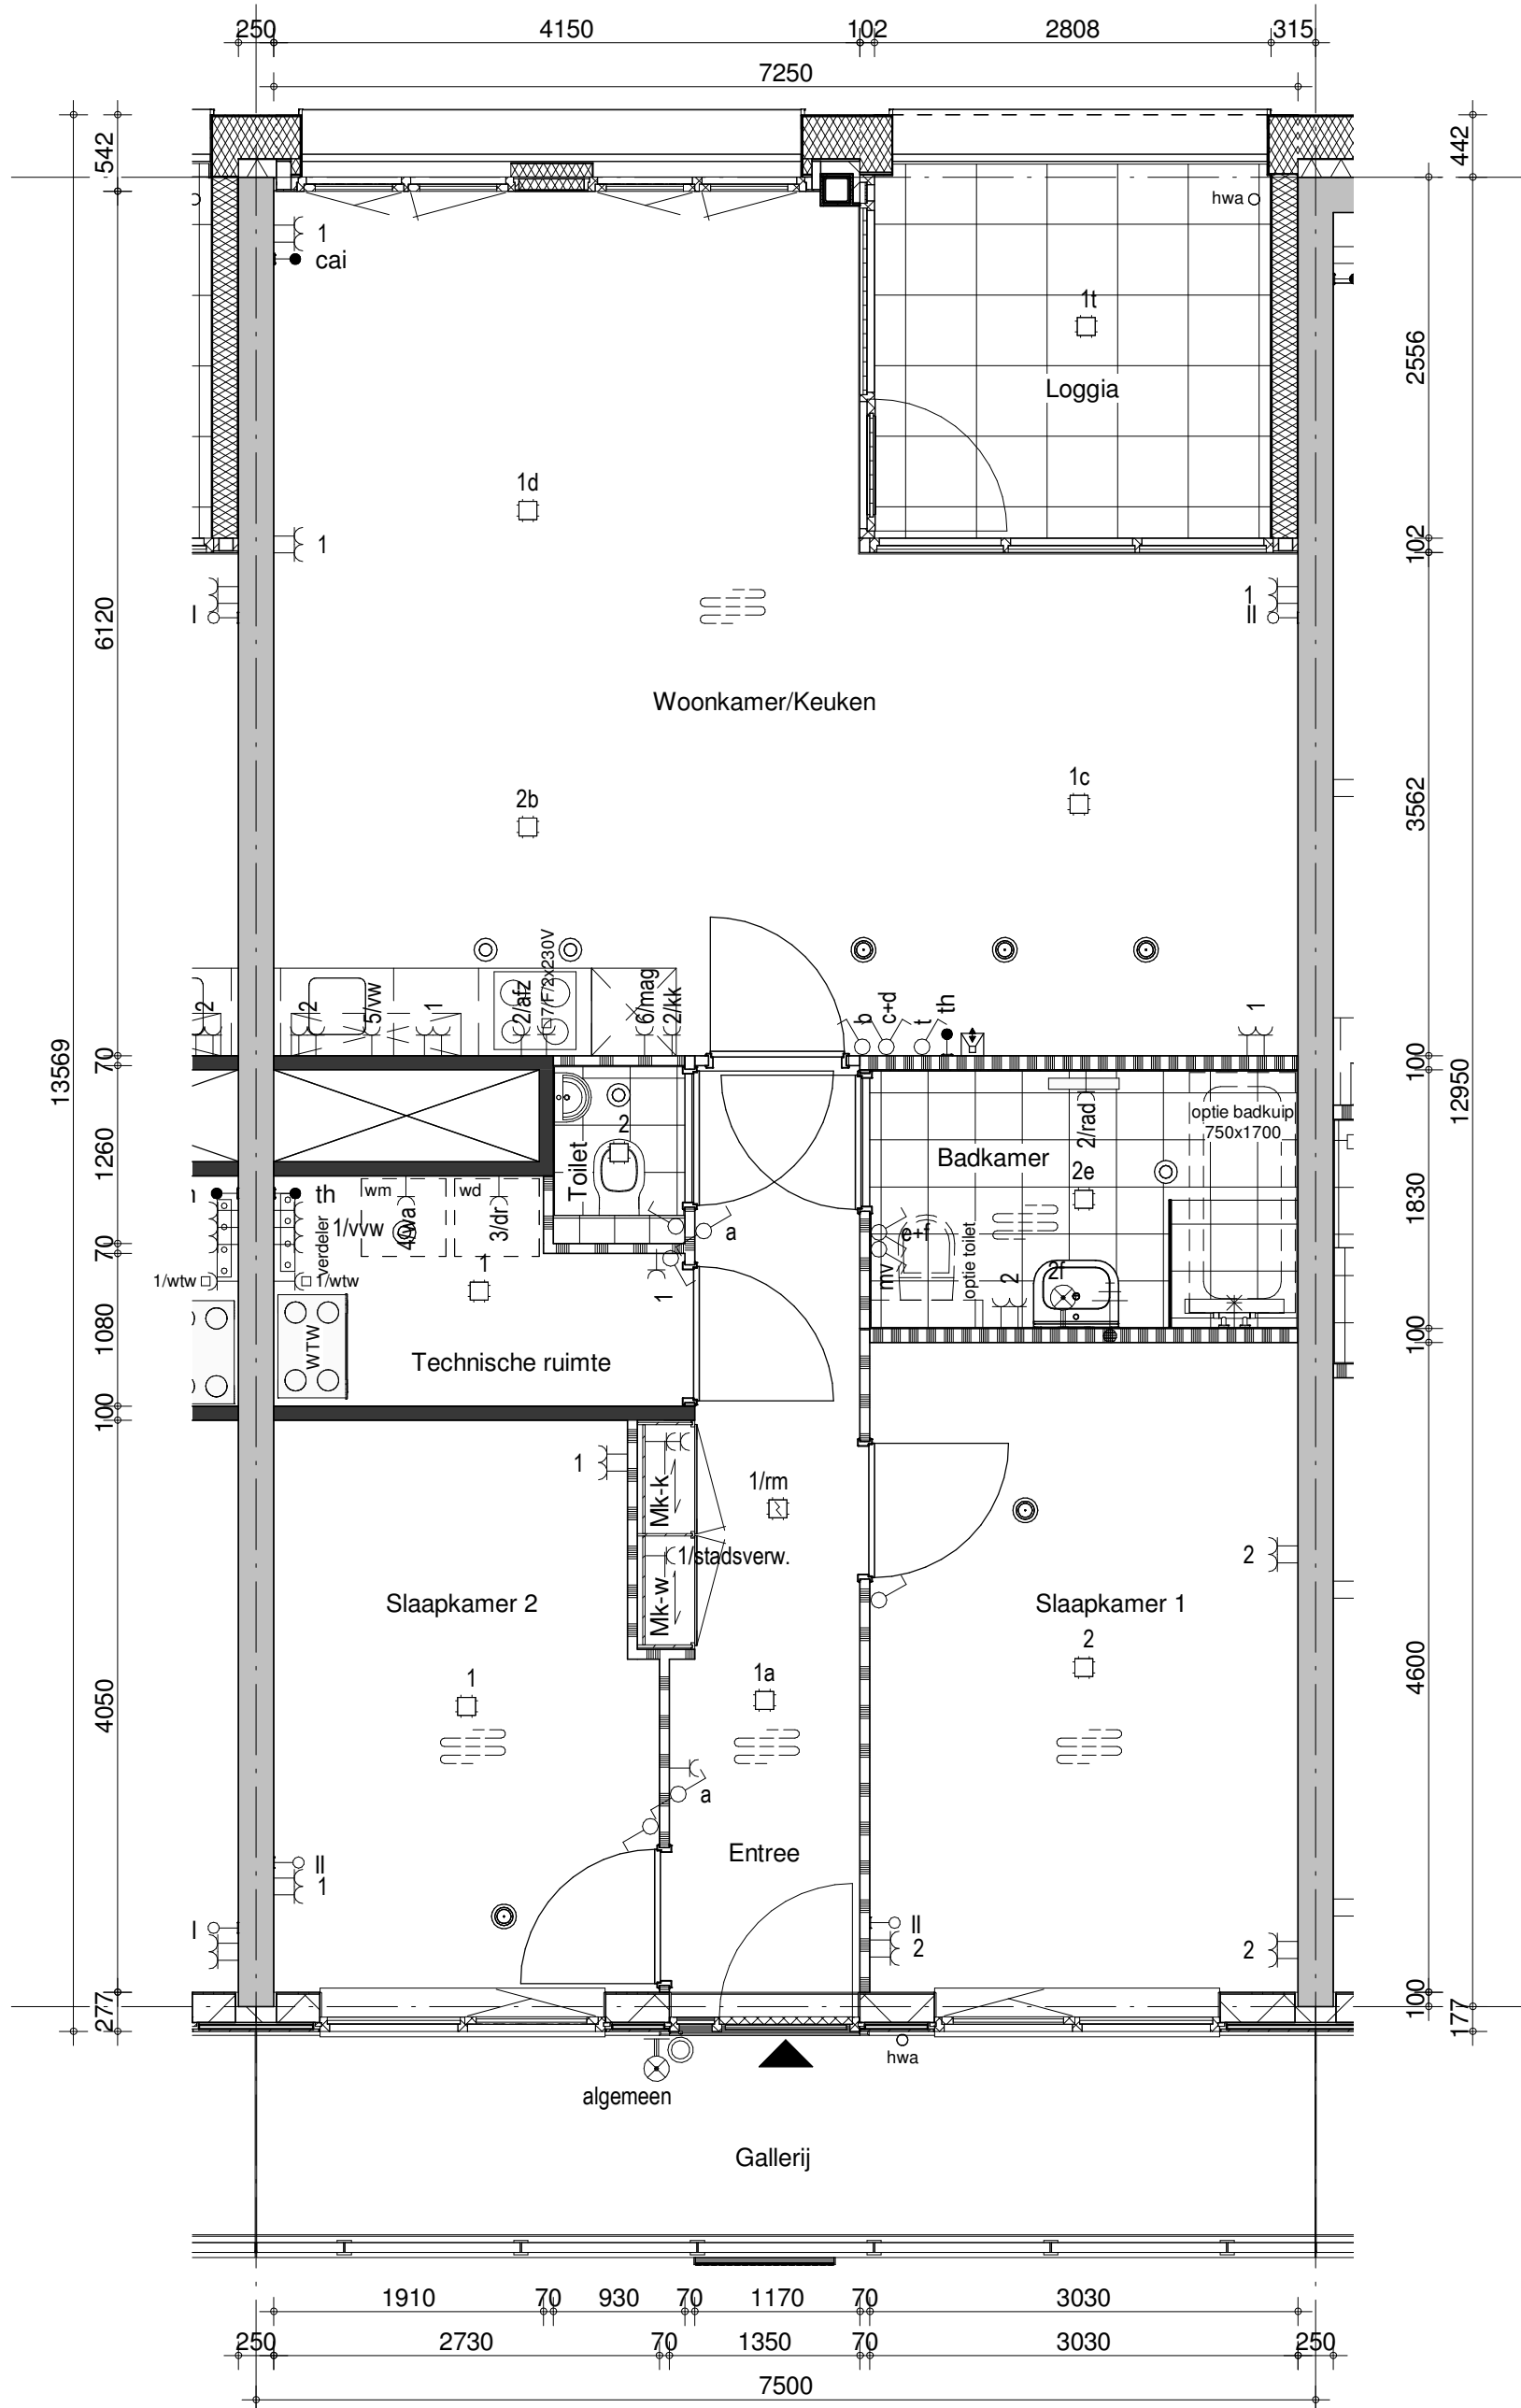 250 4150 102 2808 315
7250
542
442
hwa
1
cai
1t
Loggia
2556
1d
1
102
6120
1
II
I
Woonkamer/Keuken
1c
2b
3562
2
2
5/vw
1
2/afz
7/F/2x230V
6/mag
2/kk
b
c+d
t
th
1
70
100
13569
12950
1260
Toilet
2
Badkamer
2/rad
2e
optie badkuip
750x1700
1830
th
verdeler
1/vvw
wm
4/wa
wd
3/dr
1
a
e+f
mv
optie toilet
2
2f
70
1/wtw
1/wtw
1
1080
WTW
Technische ruimte
100
100
1
Mk-k
1/rm
1/stadsverw.
Mk-w
2
Slaapkamer 2
Slaapkamer 1
1
1a
2
4050
4600
a
Entree
II
1
I
II
2
2
277
100
177
hwa
algemeen
Gallerij
1910 70 930 70 1170 70 3030
250 2730 70 1350 70 3030 250
7500